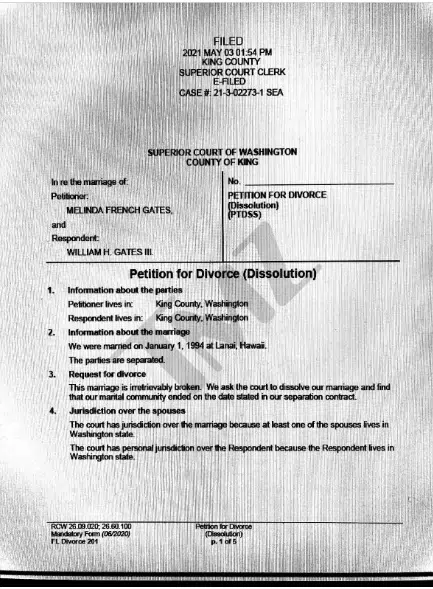 FILED
2021 MAY 03 01:54 PM
KING COUNTY
SUPERIOR COURT CLERK
E-FILED
CASE #: 21-3-02273-1 SEA
SUPERIOR COURT OF WASHINGTON
COUNTY OF KING
In re the marriage of:
Petitioner:
MELINDA FRENCH GATES,
and
Respondent:
WILLIAM H. GATES III.
No.
PETITION FOR DIVORCE
(Dissolution)
(PTDSS)
TMZ
Petition for Divorce (Dissolution)
1. Information about the parties
Petitioner lives in: King County, Washington
Respondent lives in: King County, Washington
2. Information about the marriage
We were married on January 1, 1994 at Lanai, Hawaii.
The parties are separated.
3. Request for divorce
This marriage is irretrievably broken. We ask the court to dissolve our marriage and find
that our marital community ended on the date stated in our separation contract.
4. Jurisdiction over the spouses
The court has jurisdiction over the marriage because at least one of the spouses lives in
Washington state.
The court has personal jurisdiction over the Respondent because the Respondent lives in
Washington state.
RCW 26.09.020; 26.60.100
Mandatory Form (06/2020)
FL Divorce 201
Petition for Divorce
(Dissolution)
p. 1 of 5